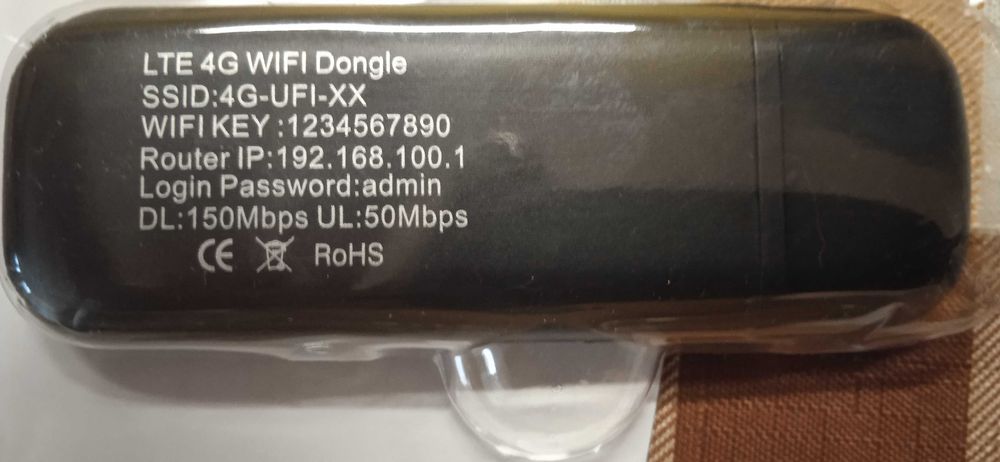 LTE 4G WIFI Dongle
SSID:4G-UFI-XX
WIFI KEY :1234567890
Router IP:192.168.100.1
Login Password:admin
DL:150Mbps UL:50Mbps
CE RoHS